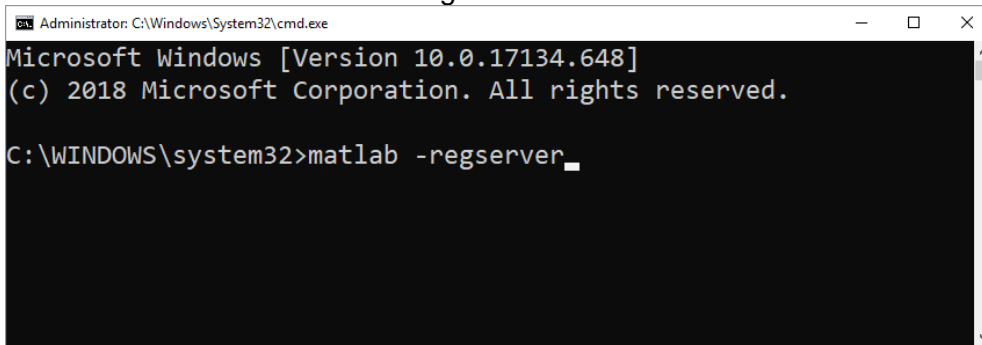 Administrator: C:\Windows\System32\cmd.exe
Microsoft Windows [Version 10.0.17134.648]
(c) 2018 Microsoft Corporation. All rights reserved.
C:\WINDOWS\system32>matlab -regserver